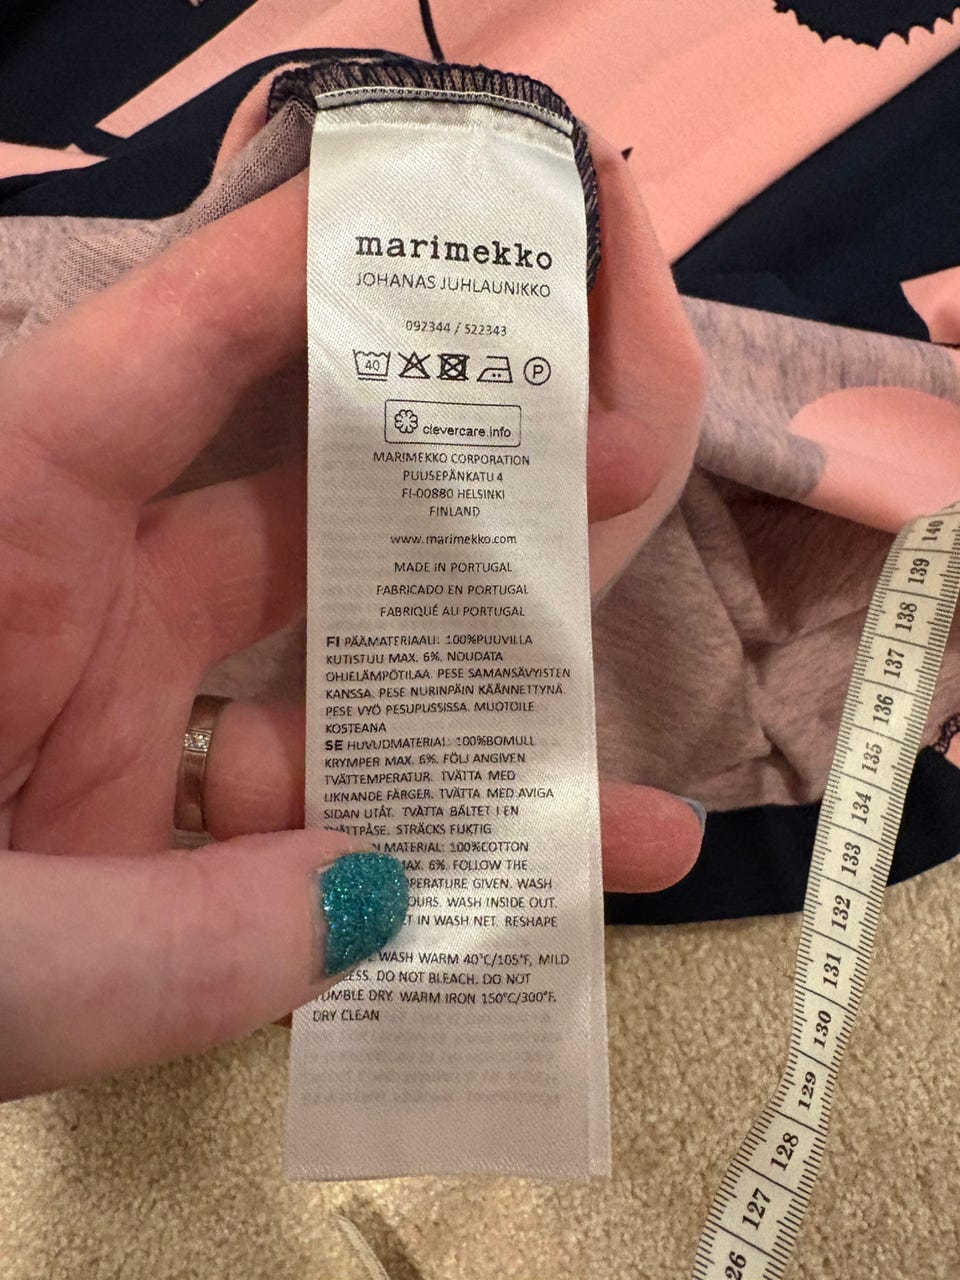 marimekko
JOHANAS JUHLAUNIKKO
092344 / 522343
40 P
clevercare.info
MARIMEKKO CORPORATION
PUUSEPÄNKATU 4
FI-00880 HELSINKI
FINLAND
www.marimekko.com
MADE IN PORTUGAL
FABRICADO EN PORTUGAL
FABRIQUÉ AU PORTUGAL
FI PÄÄMATERIAALI: 100%PUUVILLA
KUTISTUU MAX. 6%. NOUDATA
OHJELÄMPÖTILAA. PESE SAMANSÄVYISTEN
KANSSA. PESE NURINPÄIN KÄÄNNETTYNÄ.
PESE VYÖ PESUPUSSISSA. MUOTOILE
KOSTEANA
SE HUVUDMATERIAL: 100%BOMULL
KRYMPER MAX. 6%. FÖLJ ANGIVEN
TVÄTTEMPERATUR. TVÄTTA MED
LIKNANDE FÄRGER. TVÄTTA MED AVIGA
SIDAN UTÅT. TVÄTTA BÄLTET I EN
TVÄTTPÅSE. STRÄCKS FUKTIG
MATERIAL: 100%COTTON
MAX. 6%. FOLLOW THE
GIVEN. WASH
WASH INSIDE OUT.
IN WASH NET. RESHAPE
WASH WARM 40°C/105°F, MILD
DO NOT BLEACH. DO NOT
TUMBLE DRY. WARM IRON 150°C/300°F.
DRY CLEAN
140
139
138
137
136
135
134
133
132
131
130
129
128
127
26